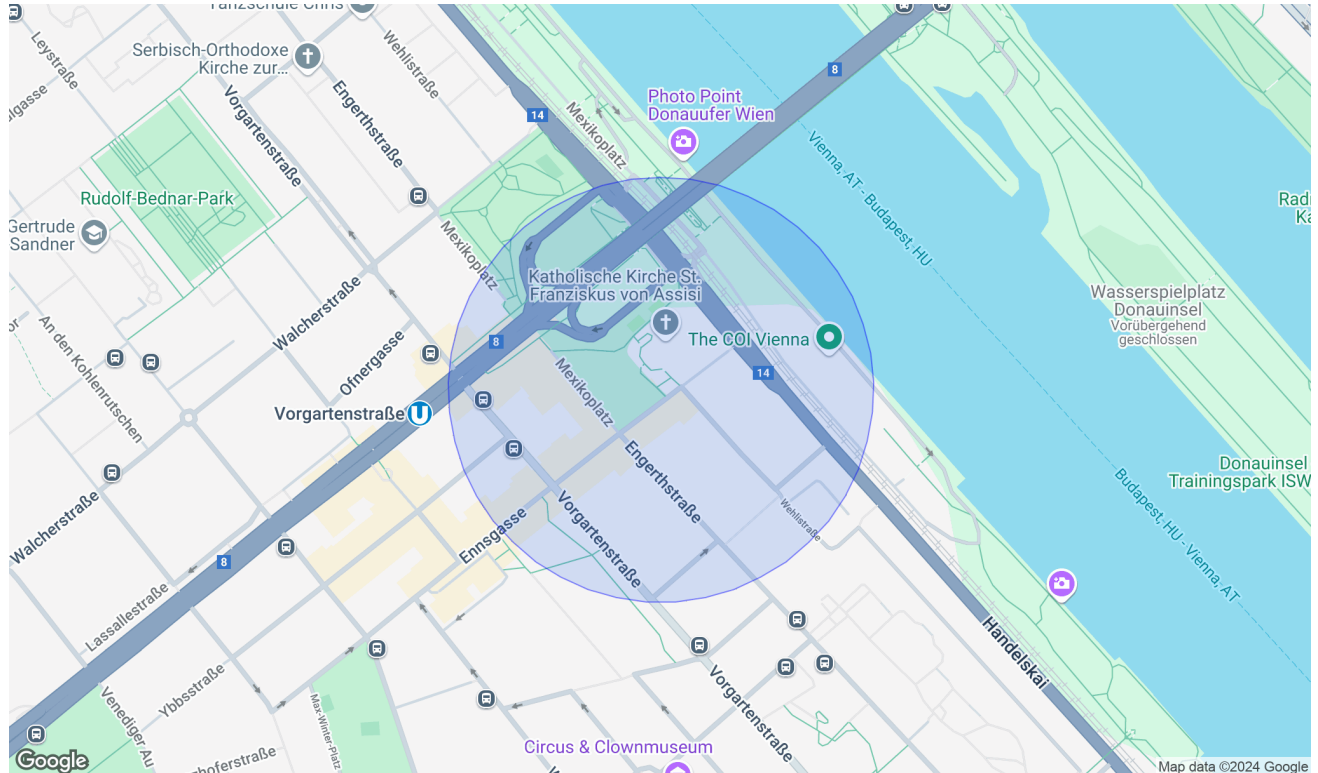 Tanzschule Chris
Serbisch-Orthodoxe
Kirche zur...
Leystraße
Wehlistraße
Engerthstraße
Vorgartenstraße
14
Mexikoplatz
Photo Point
Donauufer Wien
8
Vienna, AT - Budapest, HU
Rudolf-Bednar-Park
Gertrude
Sandner
Mexikoplatz
Katholische Kirche St.
Franziskus von Assisi
Walcherstraße
An den Kohlenrutschen
Ofnergasse
8
The COI Vienna
Wasserspielplatz
Donauinsel
Vorübergehend
geschlossen
14
Mexikoplatz
Vorgartenstraße
U
Engerthstraße
Donauinsel
Trainingspark ISW
Budapest, HU - Vienna, AT
Walcherstraße
Ennsgasse
Vorgartenstraße
Wehlistraße
8
Lassallestraße
Handelskai
Ybbsstraße
Venediger Au
Max-Winter-Platz
Vorgartenstraße
Circus & Clownmuseum
Google
Map data ©2024 Google